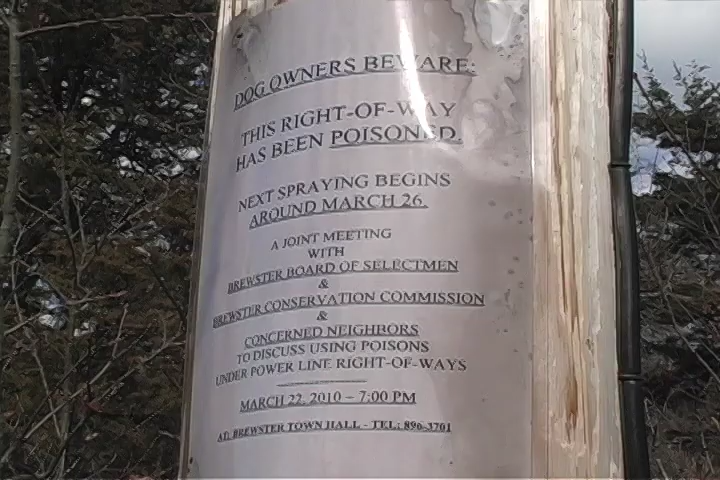 DOG OWNERS BEWARE:
THIS RIGHT-OF-WAY
HAS BEEN POISONED.
NEXT SPRAYING BEGINS
AROUND MARCH 26.
A JOINT MEETING
WITH
BREWSTER BOARD OF SELECTMEN
&
BREWSTER CONSERVATION COMMISSION
&
CONCERNED NEIGHBORS
TO DISCUSS USING POISONS
UNDER POWER LINE RIGHT-OF-WAYS
MARCH 22, 2010 – 7:00 PM
AT: BREWSTER TOWN HALL - TEL: 896-3701